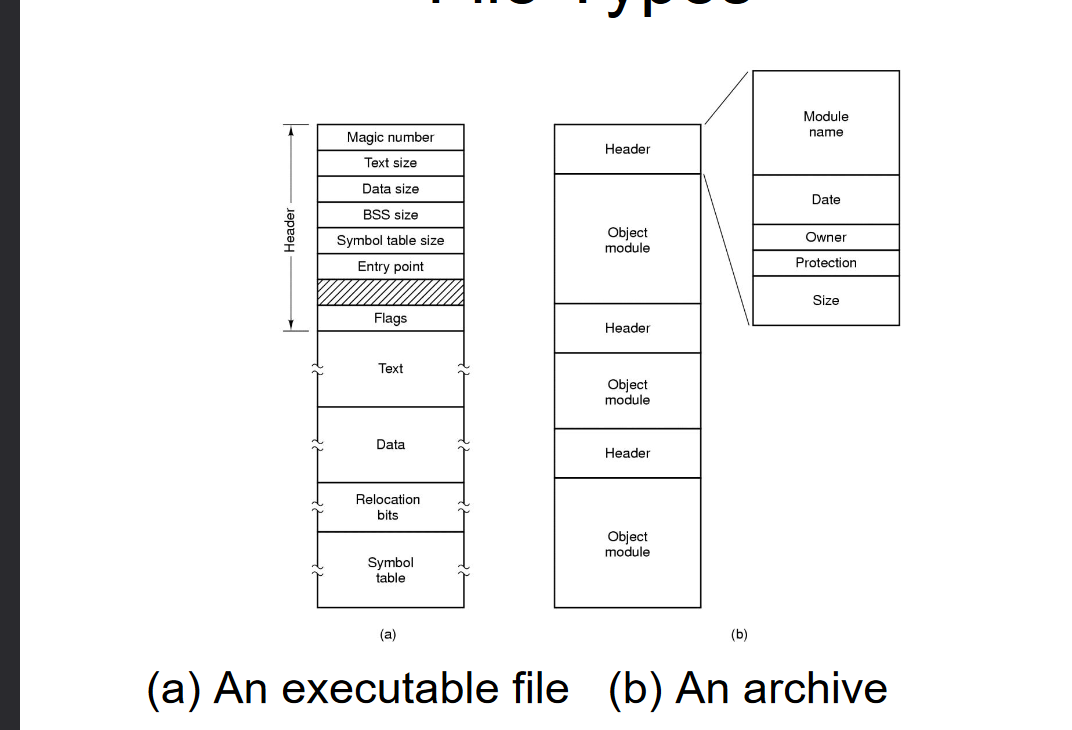 File Types
Header
Magic number
Text size
Data size
BSS size
Symbol table size
Entry point
Flags
Text
Data
Relocation
bits
Symbol
table
(a)
Header
Object
module
Header
Object
module
Header
Object
module
Module
name
Date
Owner
Protection
Size
(b)
(a) An executable file (b) An archive